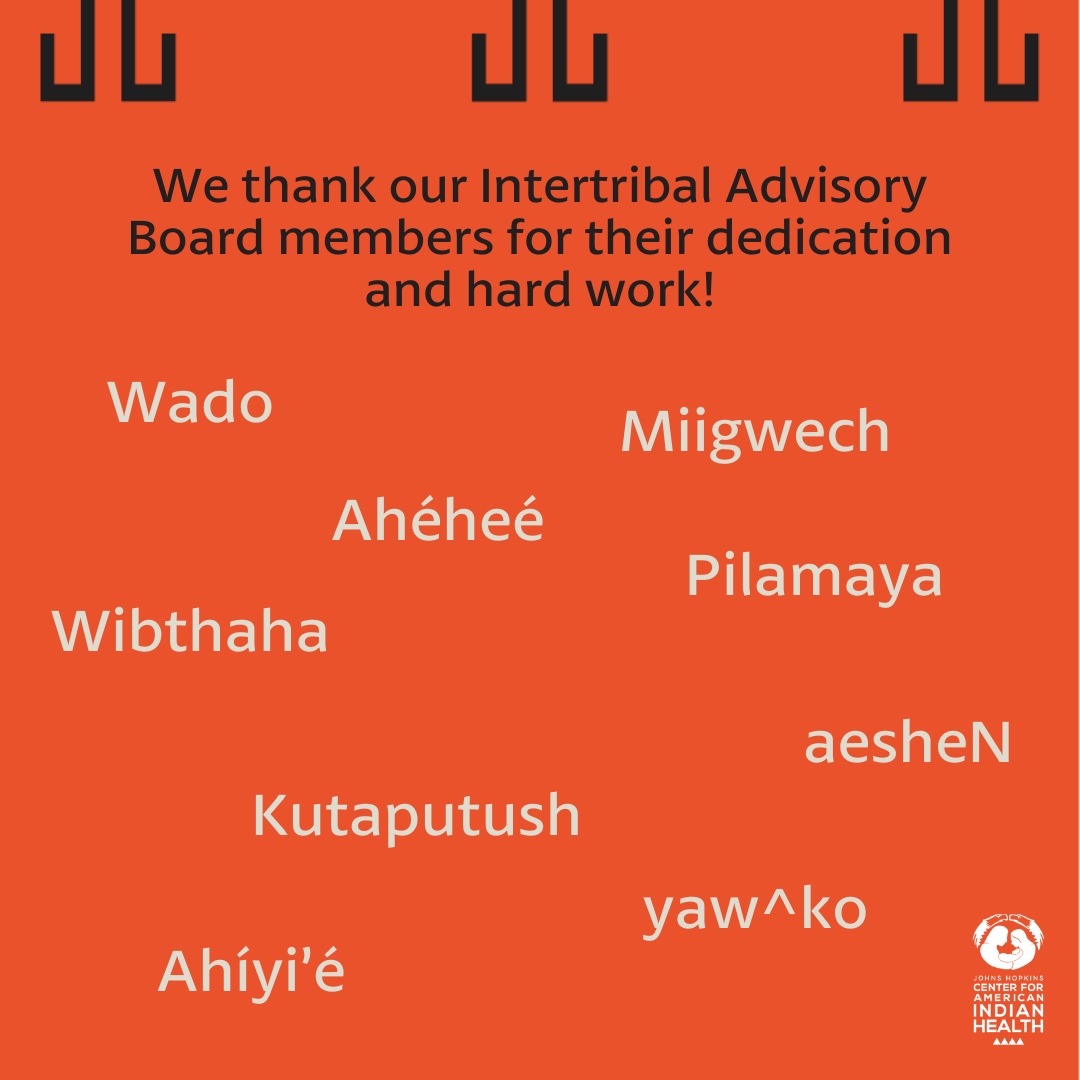 We thank our Intertribal Advisory
Board members for their dedication
and hard work!
Wado
Miigwech
Ahéheé
Pilamaya
Wibthaha
aesheN
Kutaputush
yaw^ko
Ahíyi’é
JOHNS HOPKINS
CENTER FOR
AMERICAN
INDIAN
HEALTH